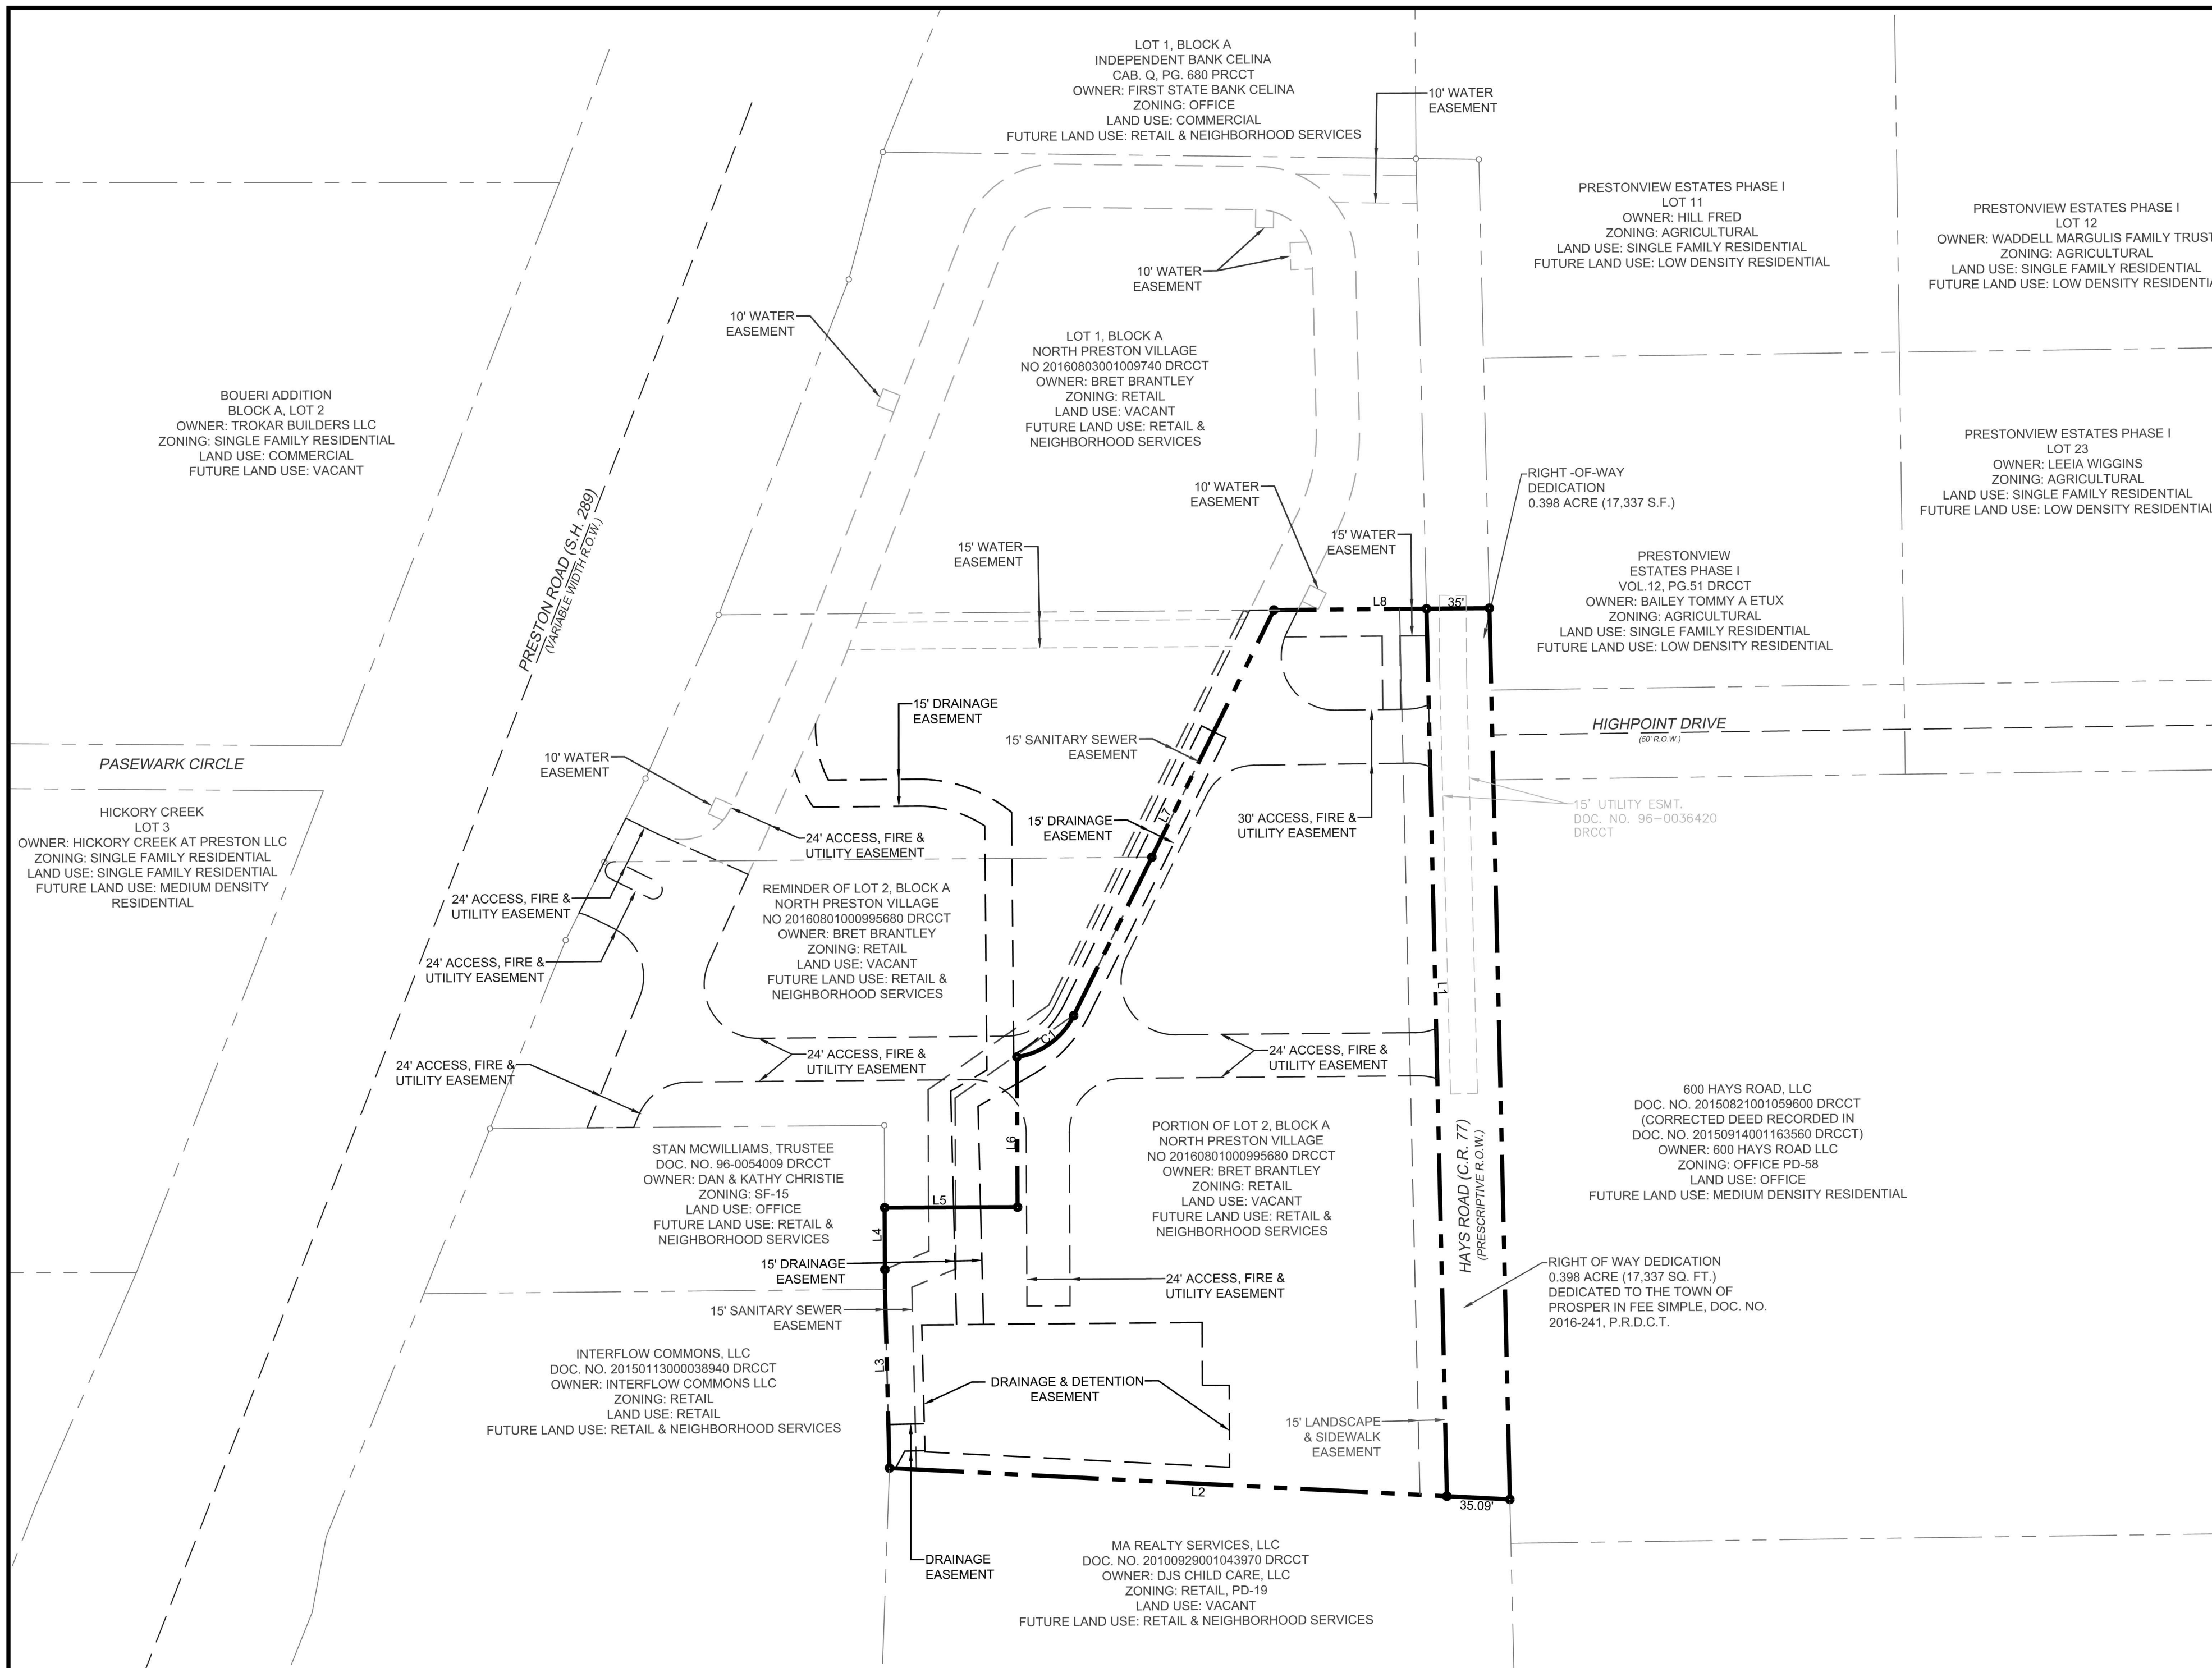 LOT 1, BLOCK A
INDEPENDENT BANK CELINA
CAB. Q, PG. 680 PRCCT
OWNER: FIRST STATE BANK CELINA
ZONING: OFFICE
LAND USE: COMMERCIAL
FUTURE LAND USE: RETAIL & NEIGHBORHOOD SERVICES
10' WATER
EASEMENT
PRESTONVIEW ESTATES PHASE I
LOT 11
OWNER: HILL FRED
ZONING: AGRICULTURAL
LAND USE: SINGLE FAMILY RESIDENTIAL
FUTURE LAND USE: LOW DENSITY RESIDENTIAL
PRESTONVIEW ESTATES PHASE I
LOT 12
OWNER: WADDELL MARGULIS FAMILY TRUST
ZONING: AGRICULTURAL
LAND USE: SINGLE FAMILY RESIDENTIAL
FUTURE LAND USE: LOW DENSITY RESIDENTIA
10' WATER
EASEMENT
10' WATER
EASEMENT
LOT 1, BLOCK A
NORTH PRESTON VILLAGE
NO 20160803001009740 DRCCT
OWNER: BRET BRANTLEY
ZONING: RETAIL
LAND USE: VACANT
FUTURE LAND USE: RETAIL &
NEIGHBORHOOD SERVICES
BOUERI ADDITION
BLOCK A, LOT 2
OWNER: TROKAR BUILDERS LLC
ZONING: SINGLE FAMILY RESIDENTIAL
LAND USE: COMMERCIAL
FUTURE LAND USE: VACANT
PRESTONVIEW ESTATES PHASE I
LOT 23
OWNER: LEEIA WIGGINS
ZONING: AGRICULTURAL
LAND USE: SINGLE FAMILY RESIDENTIAL
FUTURE LAND USE: LOW DENSITY RESIDENTIAL
RIGHT -OF-WAY
DEDICATION
0.398 ACRE (17,337 S.F.)
10' WATER
EASEMENT
15' WATER
EASEMENT
15' WATER
EASEMENT
PRESTON ROAD (S.H. 289)
(VARIABLE WIDTH R.O.W.)
PRESTONVIEW
ESTATES PHASE I
VOL.12, PG.51 DRCCT
OWNER: BAILEY TOMMY A ETUX
ZONING: AGRICULTURAL
LAND USE: SINGLE FAMILY RESIDENTIAL
FUTURE LAND USE: LOW DENSITY RESIDENTIAL
L8
35'
15' DRAINAGE
EASEMENT
15' SANITARY SEWER
EASEMENT
HIGHPOINT DRIVE
(50' R.O.W.)
PASEWARK CIRCLE
10' WATER
EASEMENT
HICKORY CREEK
LOT 3
OWNER: HICKORY CREEK AT PRESTON LLC
ZONING: SINGLE FAMILY RESIDENTIAL
LAND USE: SINGLE FAMILY RESIDENTIAL
FUTURE LAND USE: MEDIUM DENSITY
RESIDENTIAL
24' ACCESS, FIRE &
UTILITY EASEMENT
15' DRAINAGE
EASEMENT
L7
30' ACCESS, FIRE &
UTILITY EASEMENT
15' UTILITY ESMT.
DOC. NO. 96-0036420
DRCCT
24' ACCESS, FIRE &
UTILITY EASEMENT
24' ACCESS, FIRE &
UTILITY EASEMENT
REMINDER OF LOT 2, BLOCK A
NORTH PRESTON VILLAGE
NO 20160801000995680 DRCCT
OWNER: BRET BRANTLEY
ZONING: RETAIL
LAND USE: VACANT
FUTURE LAND USE: RETAIL &
NEIGHBORHOOD SERVICES
L1
C1
24' ACCESS, FIRE &
UTILITY EASEMENT
24' ACCESS, FIRE &
UTILITY EASEMENT
24' ACCESS, FIRE &
UTILITY EASEMENT
600 HAYS ROAD, LLC
DOC. NO. 20150821001059600 DRCCT
(CORRECTED DEED RECORDED IN
DOC. NO. 20150914001163560 DRCCT)
OWNER: 600 HAYS ROAD LLC
ZONING: OFFICE PD-58
LAND USE: OFFICE
FUTURE LAND USE: MEDIUM DENSITY RESIDENTIAL
STAN MCWILLIAMS, TRUSTEE
DOC. NO. 96-0054009 DRCCT
OWNER: DAN & KATHY CHRISTIE
ZONING: SF-15
LAND USE: OFFICE
FUTURE LAND USE: RETAIL &
NEIGHBORHOOD SERVICES
L6
L5
L4
PORTION OF LOT 2, BLOCK A
NORTH PRESTON VILLAGE
NO 20160801000995680 DRCCT
OWNER: BRET BRANTLEY
ZONING: RETAIL
LAND USE: VACANT
FUTURE LAND USE: RETAIL &
NEIGHBORHOOD SERVICES
HAYS ROAD (C.R. 77)
(PRESCRIPTIVE R.O.W.)
15' DRAINAGE
EASEMENT
24' ACCESS, FIRE &
UTILITY EASEMENT
RIGHT OF WAY DEDICATION
0.398 ACRE (17,337 SQ. FT.)
DEDICATED TO THE TOWN OF
PROSPER IN FEE SIMPLE, DOC. NO.
2016-241, P.R.D.C.T.
15' SANITARY SEWER
EASEMENT
INTERFLOW COMMONS, LLC
DOC. NO. 20150113000038940 DRCCT
OWNER: INTERFLOW COMMONS LLC
ZONING: RETAIL
LAND USE: RETAIL
FUTURE LAND USE: RETAIL & NEIGHBORHOOD SERVICES
L3
DRAINAGE & DETENTION
EASEMENT
15' LANDSCAPE
& SIDEWALK
EASEMENT
L2
35.09'
DRAINAGE
EASEMENT
MA REALTY SERVICES, LLC
DOC. NO. 20100929001043970 DRCCT
OWNER: DJS CHILD CARE, LLC
ZONING: RETAIL, PD-19
LAND USE: VACANT
FUTURE LAND USE: RETAIL & NEIGHBORHOOD SERVICES